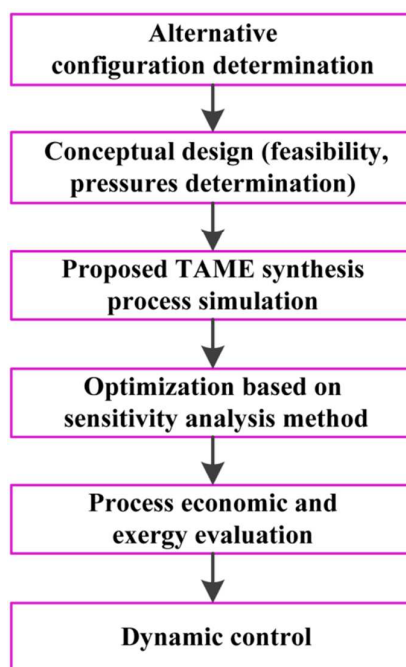 Alternative
configuration determination
Conceptual design (feasibility,
pressures determination)
Proposed TAME synthesis
process simulation
Optimization based on
sensitivity analysis method
Process economic and
exergy evaluation
Dynamic control